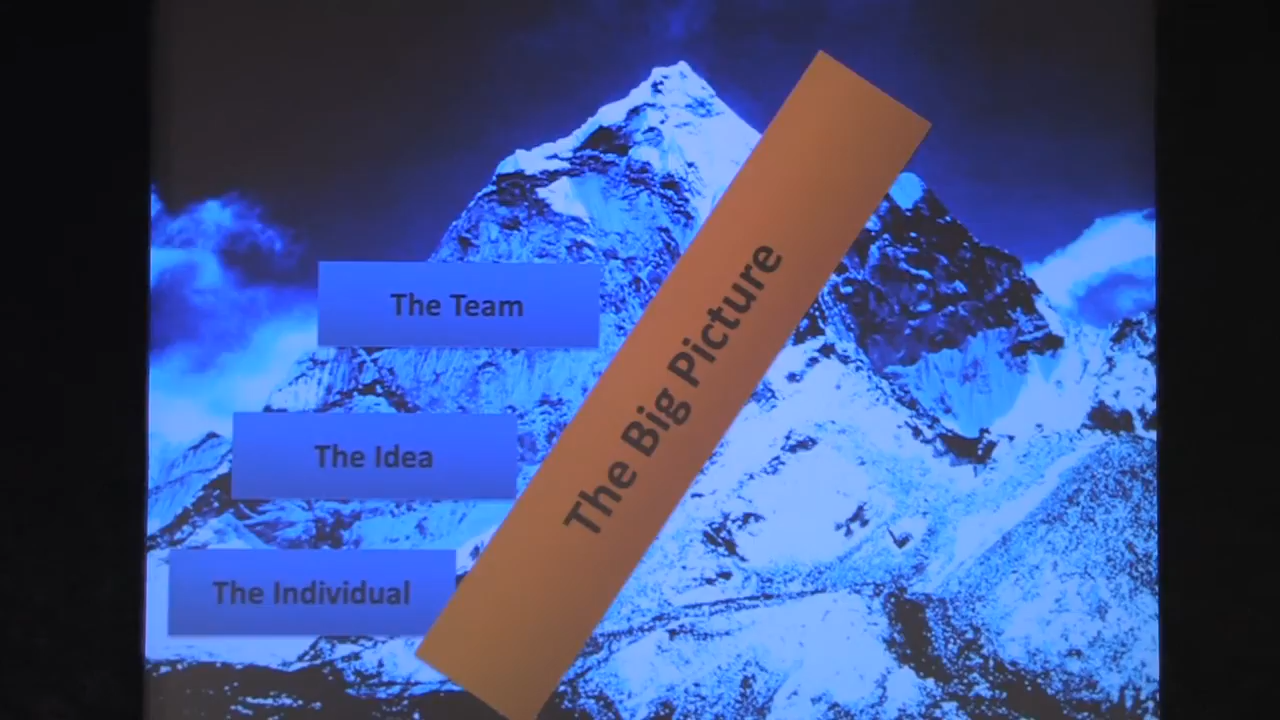 The Team
The Idea
The Individual
The Big Picture